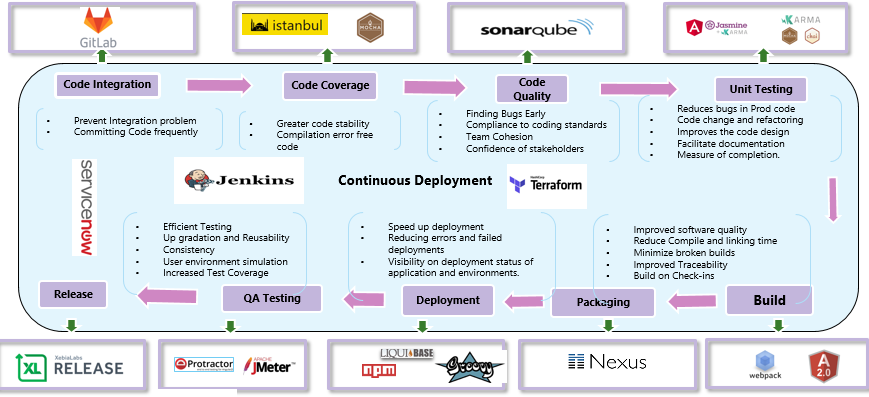 GitLab
istanbul
MOCHA
sonarqube
Jasmine
KARMA
KARMA
chai
Code Integration
Code Coverage
Code
Quality
Unit Testing
Prevent Integration problem
Committing Code frequently
Greater code stability
Compilation error free
code
Finding Bugs Early
Compliance to coding standards
Team Cohesion
Confidence of stakeholders
Reduces bugs in Prod code
Code change and refactoring
Improves the code design
Facilitate documentation
Measure of completion.
servicenow
Jenkins
Continuous Deployment
HashiCorp
Terraform
Efficient Testing
Up gradation and Reusability
Consistency
User environment simulation
Increased Test Coverage
Speed up deployment
Reducing errors and failed
deployments
Visibility on deployment status of
application and environments.
Improved software quality
Reduce Compile and linking time
Minimize broken builds
Improved Traceability
Build on Check-ins
Release
QA Testing
Deployment
Packaging
Build
XebiaLabs
XL RELEASE
Protractor
APACHE
JMeter™
LIQUIBASE
npm
Groovy
Nexus
webpack
A
2.0